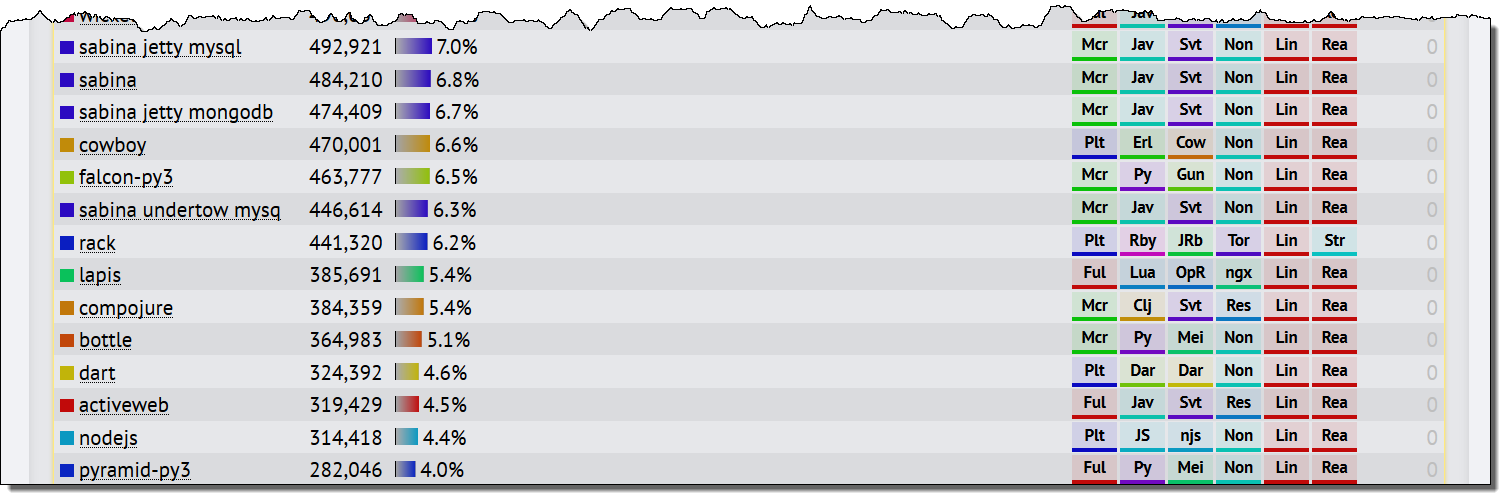 sabina jetty mysql 492,921 7.0% Mcr Jav Svt Non Lin Rea 0
sabina 484,210 6.8% Mcr Jav Svt Non Lin Rea 0
sabina jetty mongodb 474,409 6.7% Mcr Jav Svt Non Lin Rea 0
cowboy 470,001 6.6% Plt Erl Cow Non Lin Rea 0
falcon-py3 463,777 6.5% Mcr Py Gun Non Lin Rea 0
sabina undertow mysq 446,614 6.3% Mcr Jav Svt Non Lin Rea 0
rack 441,320 6.2% Plt Rby JRb Tor Lin Str 0
lapis 385,691 5.4% Ful Lua OpR ngx Lin Rea 0
compojure 384,359 5.4% Mcr Clj Svt Res Lin Rea 0
bottle 364,983 5.1% Mcr Py Mei Non Lin Rea 0
dart 324,392 4.6% Plt Dar Dar Non Lin Rea 0
activeweb 319,429 4.5% Ful Jav Svt Res Lin Rea 0
nodejs 314,418 4.4% Plt JS njs Non Lin Rea 0
pyramid-py3 282,046 4.0% Ful Py Mei Non Lin Rea 0